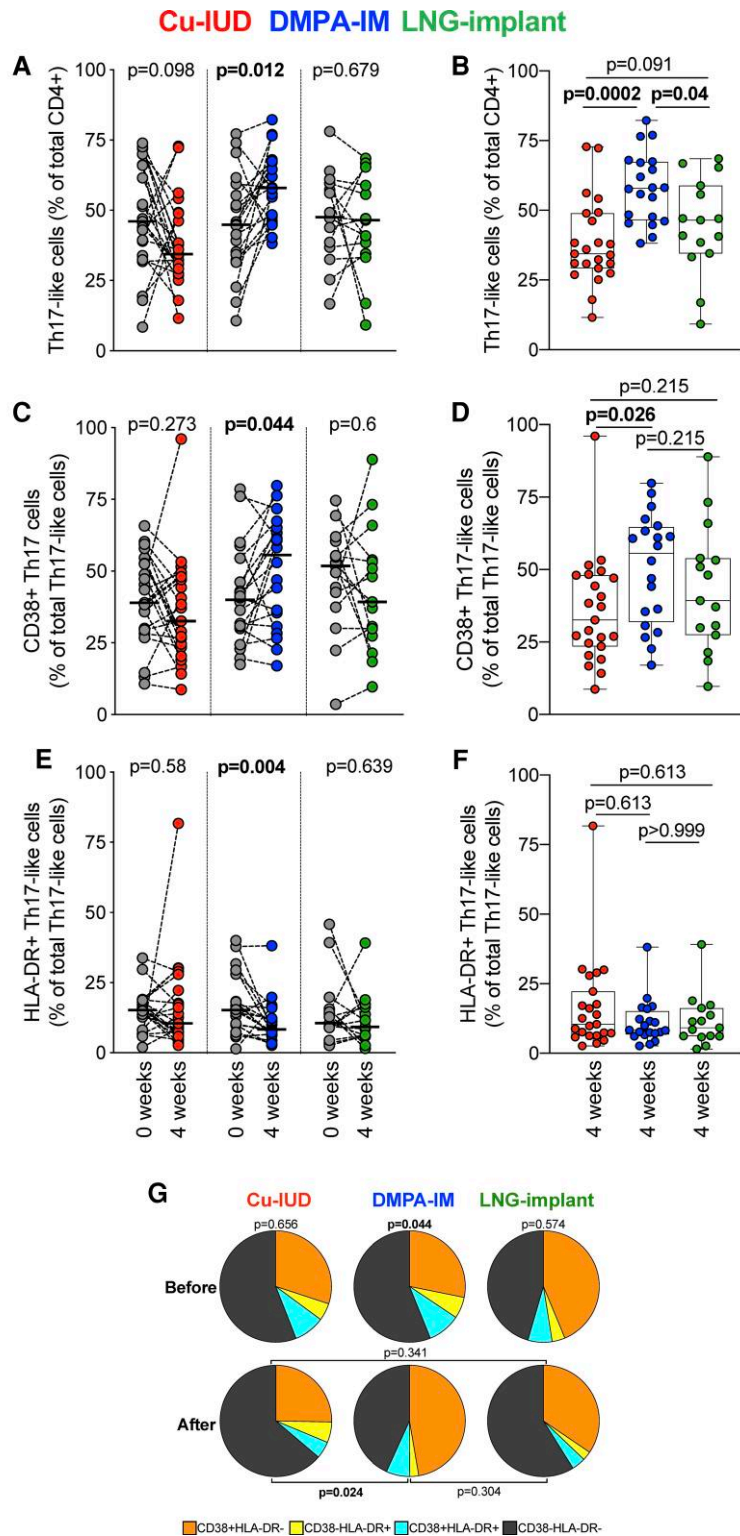 Cu-IUD DMPA-IM LNG-implant
A
p=0.098 p=0.012 p=0.679
Th17-like cells (% of total CD4+)
100
75
50
25
0
B
p=0.091
p=0.0002 p=0.04
Th17-like cells (% of total CD4+)
100
75
50
25
0
C
p=0.273 p=0.044 p=0.6
CD38+ Th17 cells
(% of total Th17-like cells)
100
75
50
25
0
D
p=0.215
p=0.026
p=0.215
CD38+ Th17-like cells
(% of total Th17-like cells)
100
75
50
25
0
E
p=0.58 p=0.004 p=0.639
HLA-DR+ Th17-like cells
(% of total Th17-like cells)
100
75
50
25
0
0 weeks
4 weeks
0 weeks
4 weeks
0 weeks
4 weeks
F
p=0.613
p=0.613
p>0.999
HLA-DR+ Th17-like cells
(% of total Th17-like cells)
100
75
50
25
0
4 weeks
4 weeks
4 weeks
G
Cu-IUD DMPA-IM LNG-implant
p=0.656 p=0.044 p=0.574
Before
p=0.341
After
p=0.024 p=0.304
CD38+HLA-DR- CD38-HLA-DR+ CD38+HLA-DR+ CD38-HLA-DR-